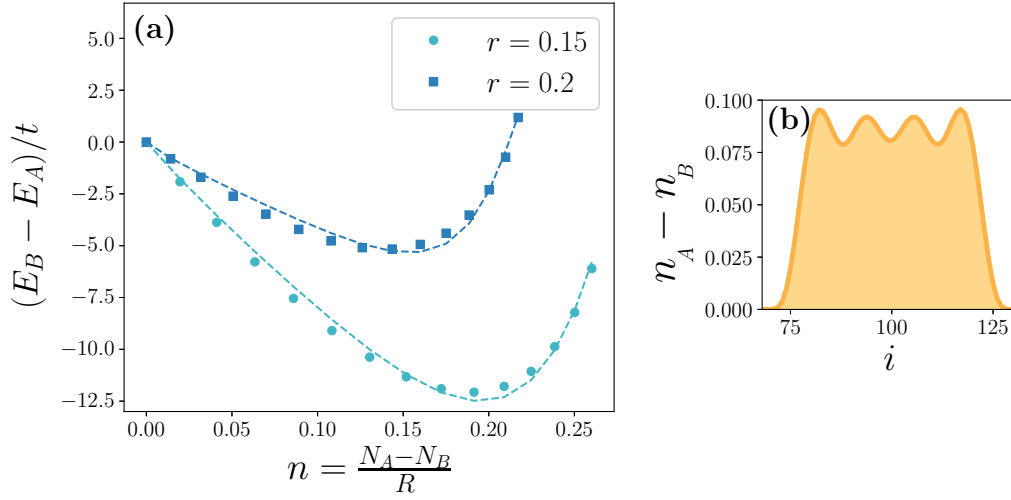 (a)
r = 0.15
r = 0.2
5.0
2.5
0.0
−2.5
−5.0
−7.5
−10.0
−12.5
(E_B − E_A)/t
0.00 0.05 0.10 0.15 0.20 0.25
n = \frac{N_A−N_B}{R}
(b)
0.100
0.075
0.050
0.025
0.000
n_A − n_B
75 100 125
i